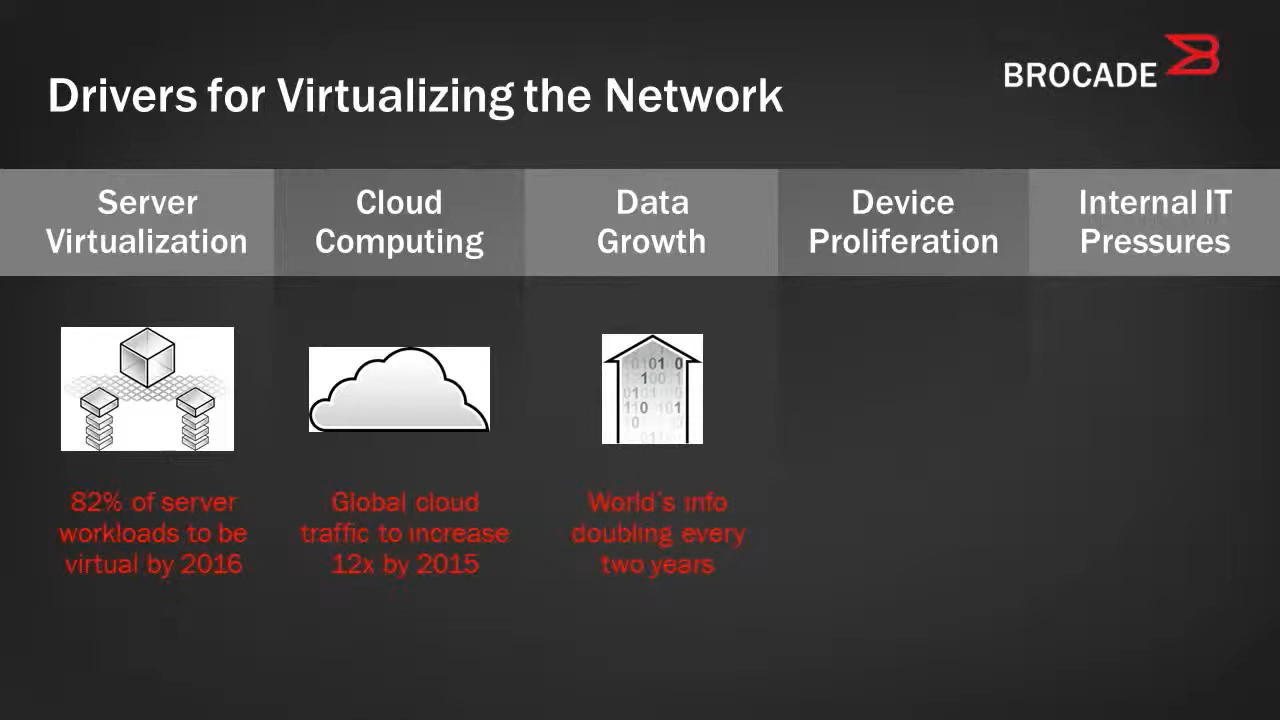 Drivers for Virtualizing the Network
BROCADE
Server
Virtualization
Cloud
Computing
Data
Growth
Device
Proliferation
Internal IT
Pressures
82% of server
workloads to be
virtual by 2016
Global cloud
traffic to increase
12x by 2015
World's info
doubling every
two years